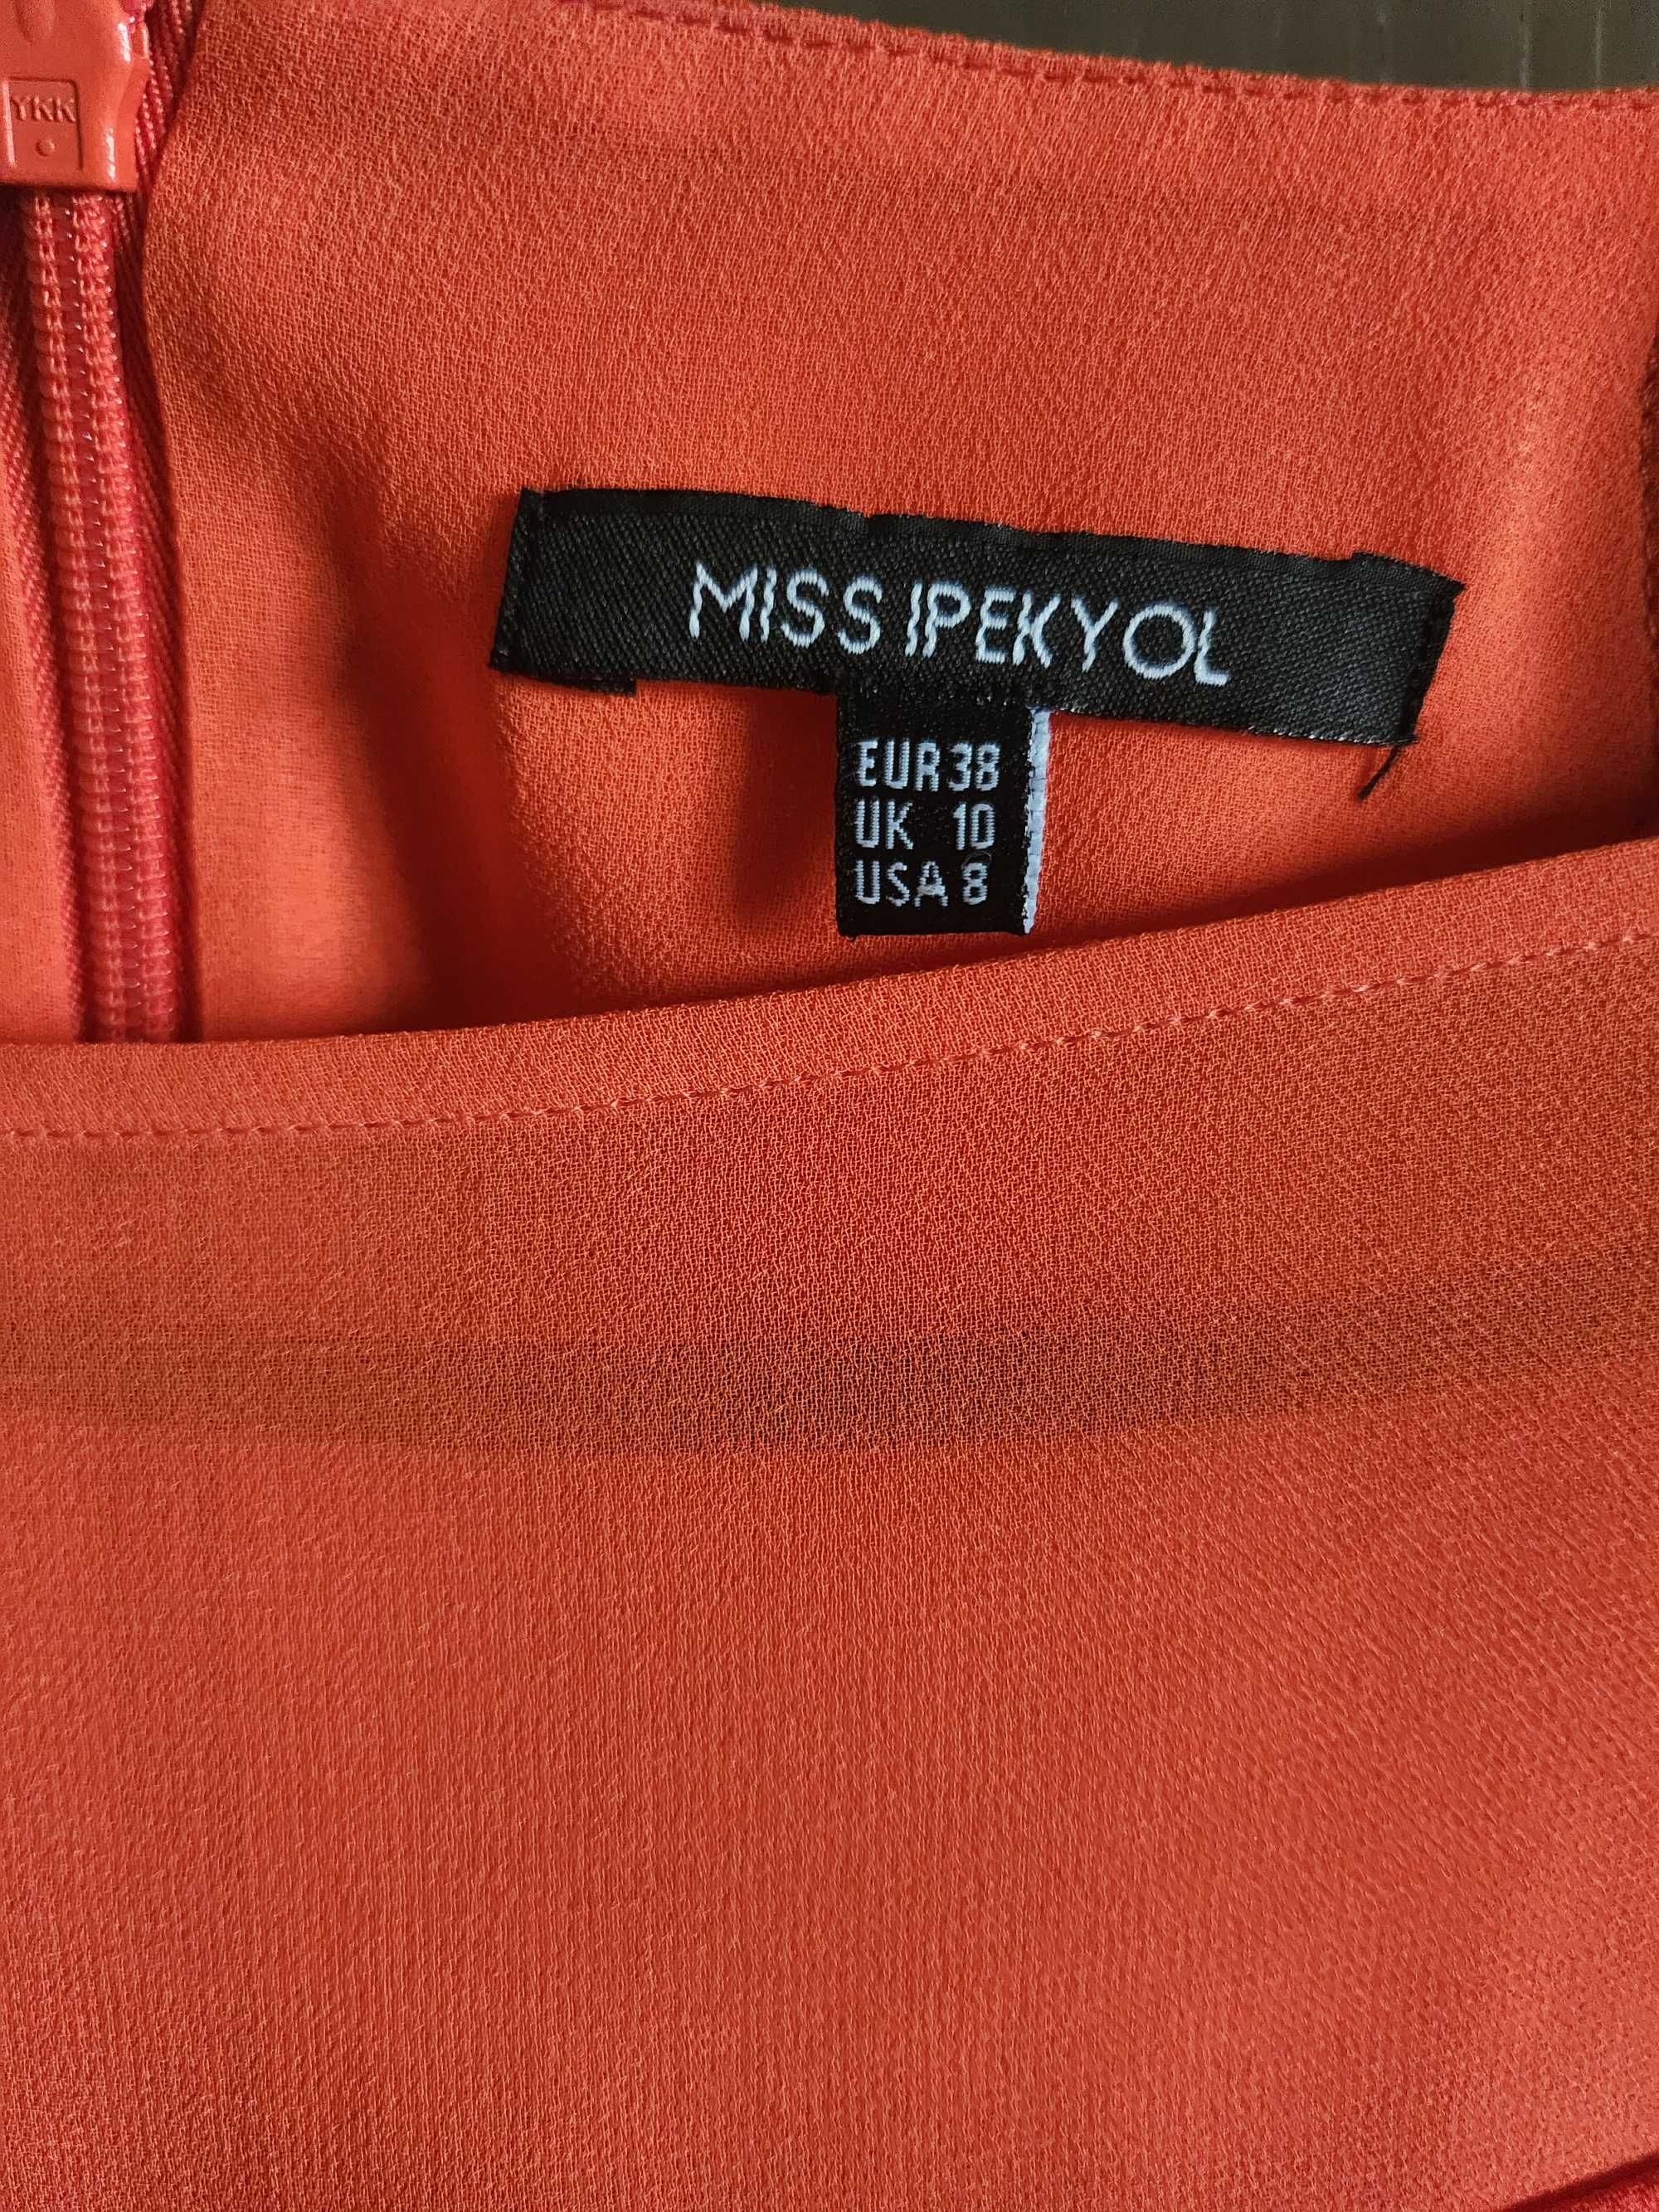 YKK
MISS IPEKYOL
EUR 38
UK 10
USA 8